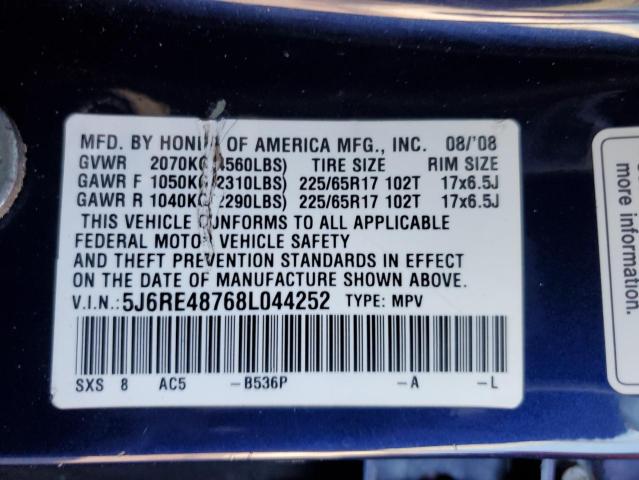 MFD. BY HONDA OF AMERICA MFG., INC. 08/'08
GVWR 2070KG(4560LBS) TIRE SIZE RIM SIZE
GAWR F 1050KG(2310LBS) 225/65R17 102T 17x6.5J
GAWR R 1040KG(2290LBS) 225/65R17 102T 17x6.5J
THIS VEHICLE CONFORMS TO ALL APPLICABLE
FEDERAL MOTOR VEHICLE SAFETY
AND THEFT PREVENTION STANDARDS IN EFFECT
ON THE DATE OF MANUFACTURE SHOWN ABOVE.
V.I.N.: 5J6RE48768L044252 TYPE: MPV
SXS 8 AC5 -B536P -A -L
more information.